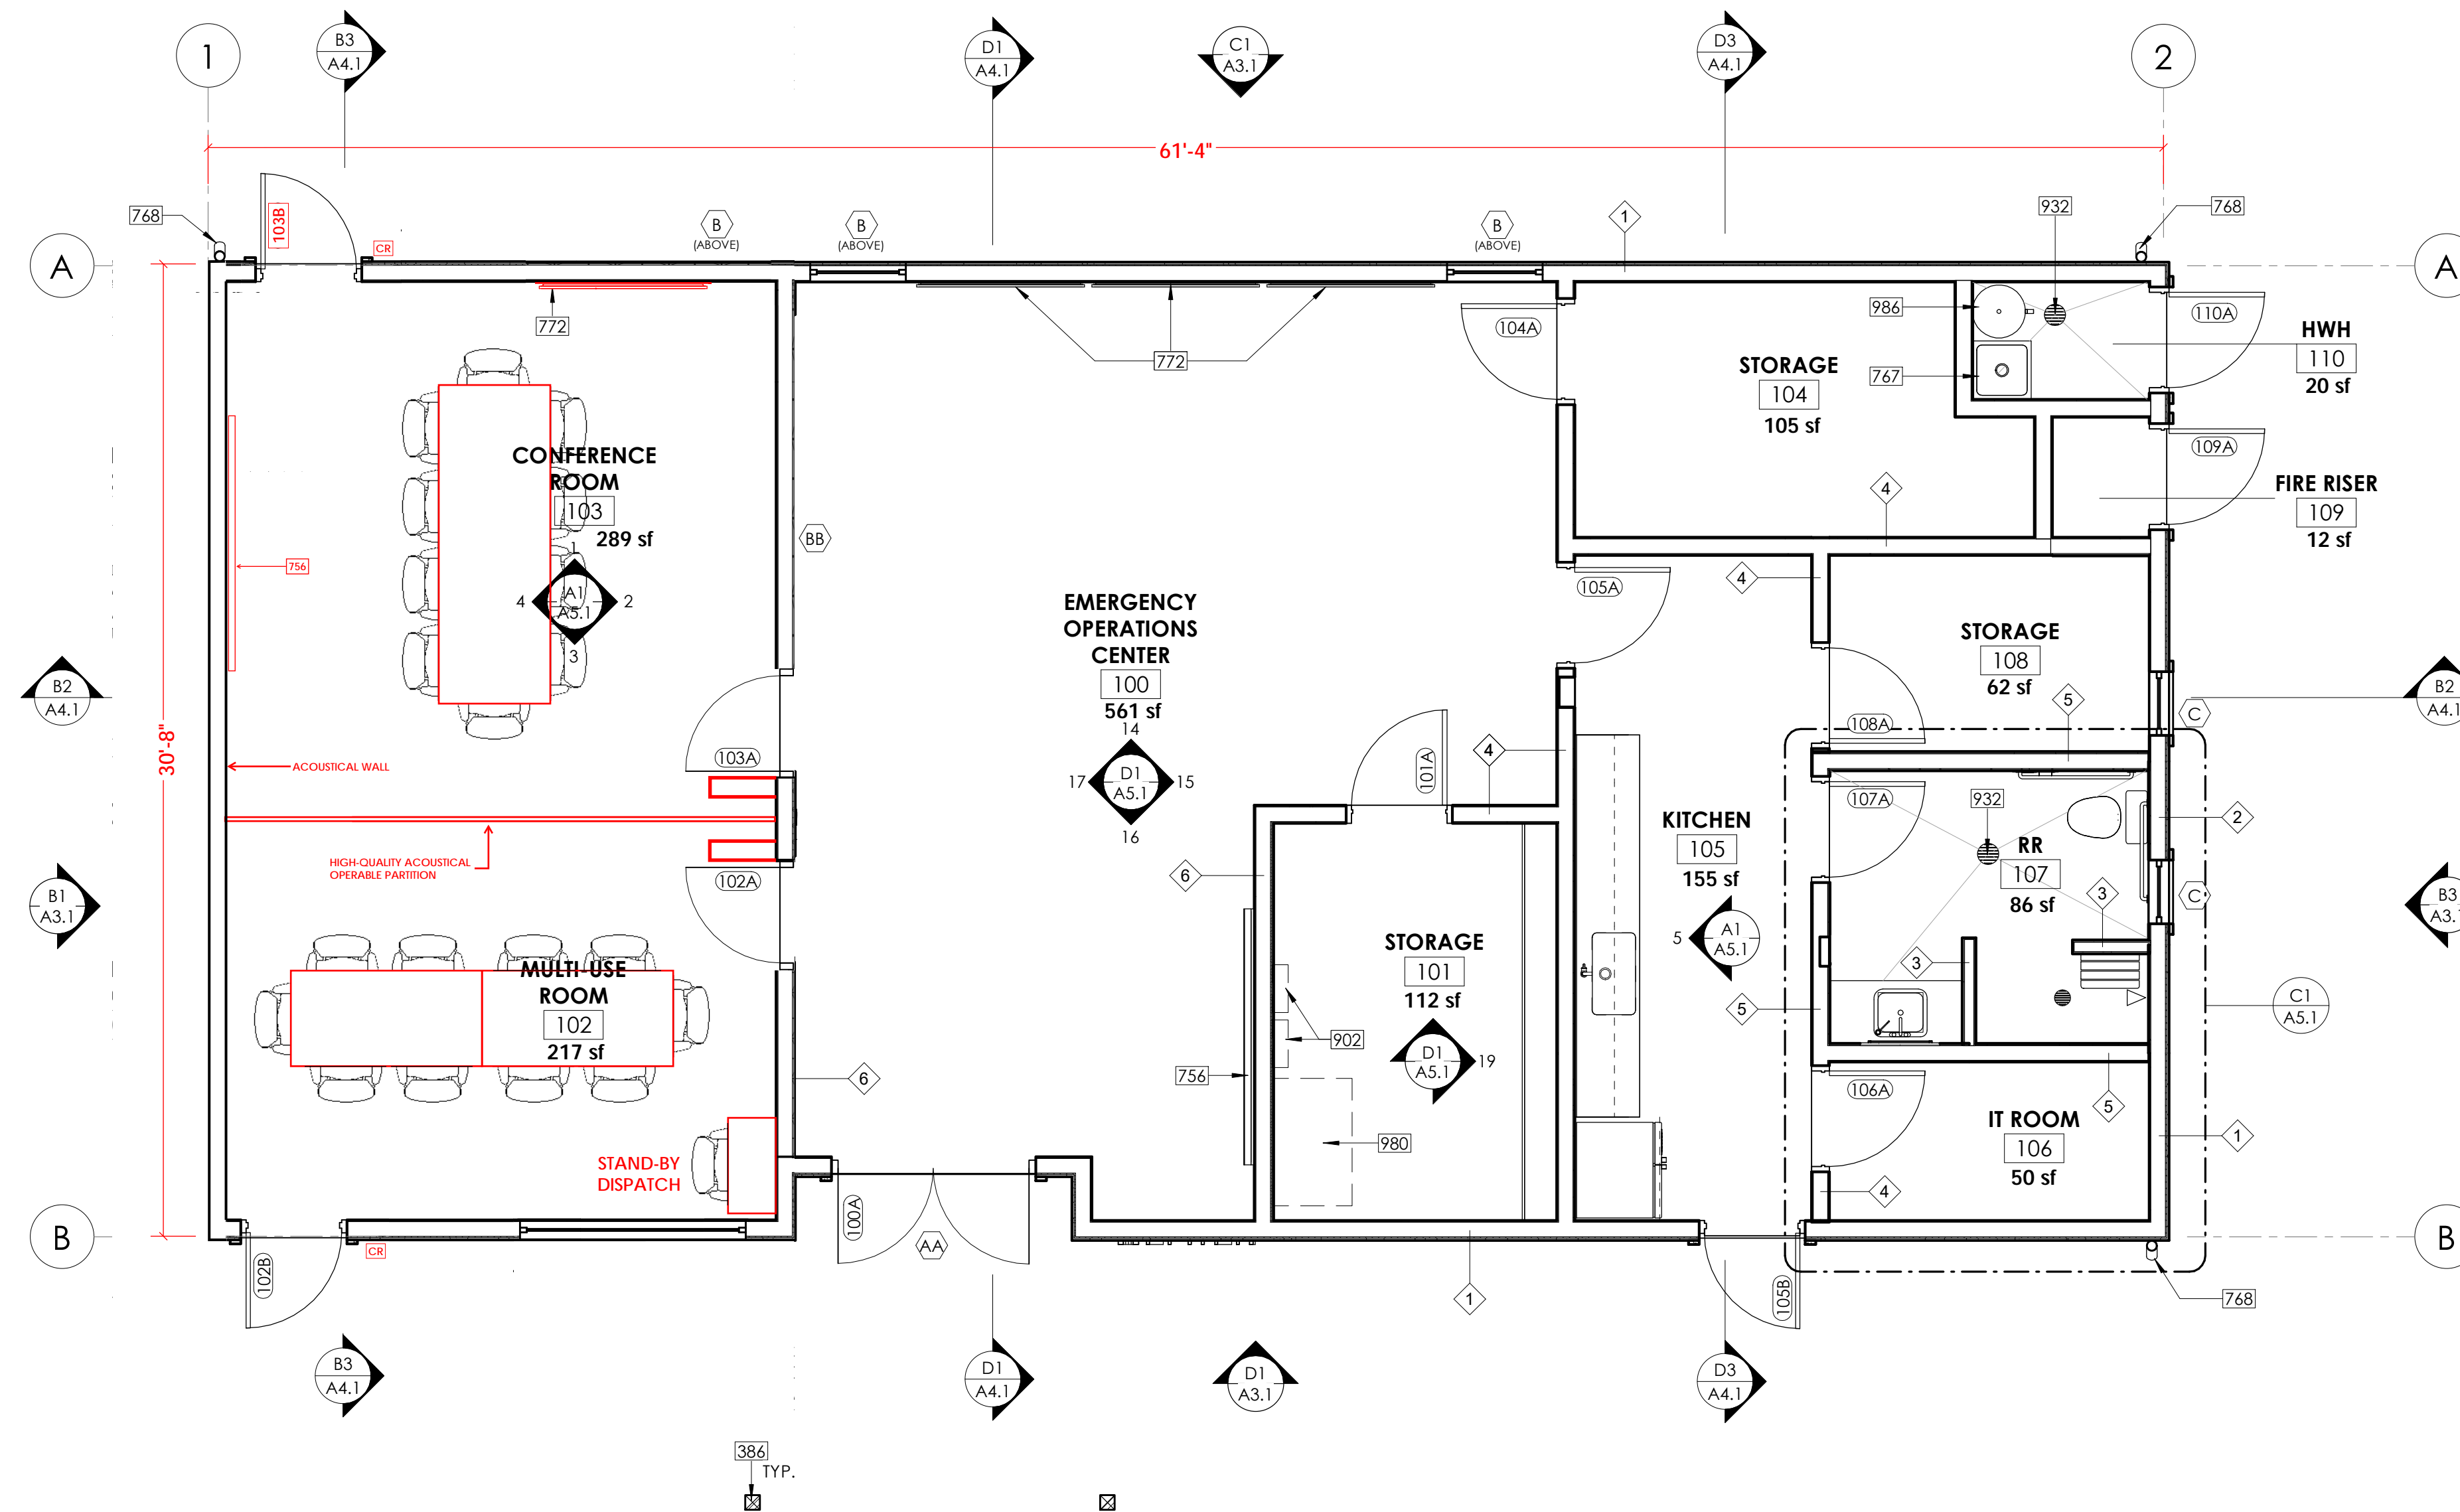 1
B3
A4.1
D1
A4.1
C1
A3.1
D3
A4.1
2
61'-4"
768
103B
CR
B
(ABOVE)
B
(ABOVE)
B
(ABOVE)
1
932
768
A
A
772
772
104A
986
767
110A
HWH
110
20 sf
STORAGE
104
105 sf
109A
FIRE RISER
109
12 sf
CONFERENCE
ROOM
103
289 sf
756
BB
4
1
4
A1
A5.1
2
3
EMERGENCY
OPERATIONS
CENTER
100
561 sf
14
17
D1
A5.1
15
16
105A
4
STORAGE
108
62 sf
5
108A
B2
A4.1
B2
A4.1
C
30'-8"
ACOUSTICAL WALL
103A
101A
4
107A
932
RR
107
86 sf
2
KITCHEN
105
155 sf
HIGH-QUALITY ACOUSTICAL
OPERABLE PARTITION
102A
6
3
C
B1
A3.1
B3
A3.1
5
A1
A5.1
STORAGE
101
112 sf
3
MULTI-USE
ROOM
102
217 sf
902
D1
A5.1
19
5
C1
A5.1
6
756
106A
5
IT ROOM
106
50 sf
1
980
4
STAND-BY
DISPATCH
100A
AA
B
B
CR
102B
105B
1
768
B3
A4.1
D1
A4.1
D1
A3.1
D3
A4.1
386
TYP.